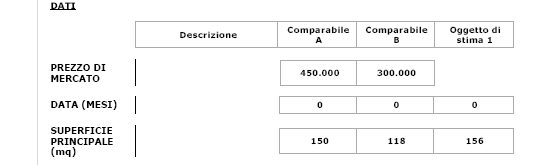 DATI
Descrizione Comparabile A Comparabile B Oggetto di stima 1
PREZZO DI MERCATO 450.000 300.000
DATA (MESI) 0 0 0
SUPERFICIE PRINCIPALE (mq) 150 118 156